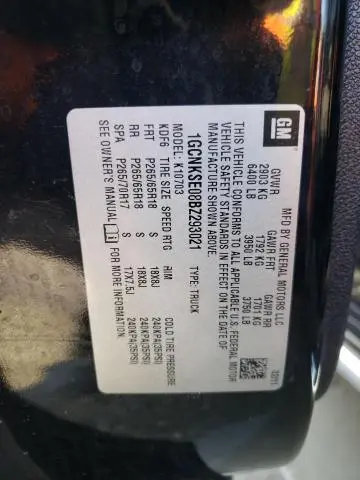 GM
MFD BY GENERAL MOTORS LLC
GVWR GAWR FRT GAWR RR
2903 KG 1792 KG 1701 KG
6400 LB 3950 LB 3750 LB
THIS VEHICLE CONFORMS TO ALL APPLICABLE U.S. FEDERAL MOTOR
VEHICLE SAFETY STANDARDS IN EFFECT ON THE DATE OF
MANUFACTURE SHOWN ABOVE.
1GCNKSE08BZ293021 TYPE: TRUCK
MODEL: K10703
KDF6 TIRE SIZE SPEED RTG RIM COLD TIRE PRESSURE
FRT P265/65R18 S 18X8J 240KPA(35PSI)
RR P265/65R18 S 18X8J 240KPA(35PSI)
SPA P265/70R17 S 17X7.5J 240KPA(35PSI)
SEE OWNER'S MANUAL